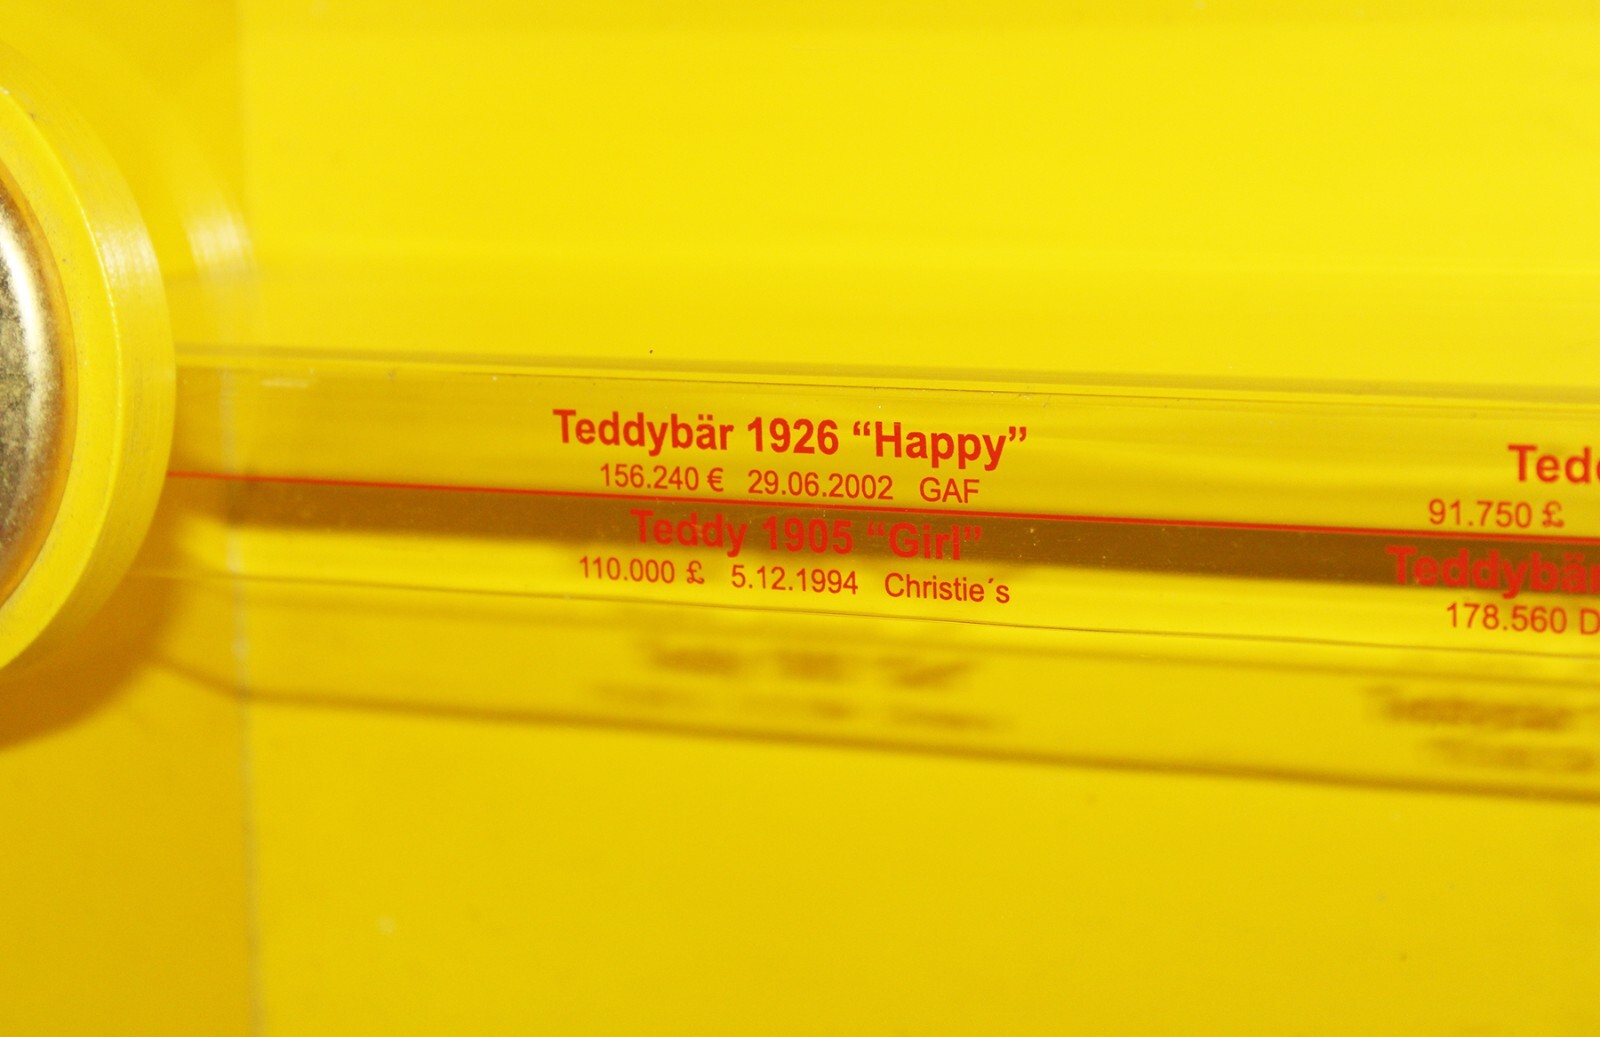 Teddybär 1926 “Happy”
156.240 € 29.06.2002 GAF
Teddy 1905 “Girl”
110.000 £ 5.12.1994 Christie´s
91.750 £
Teddybär
178.560